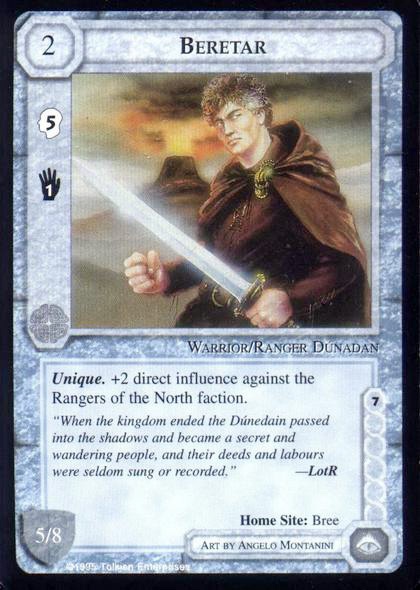 2
BERETAR
5
1
WARRIOR/RANGER DÚNADAN
Unique. +2 direct influence against the
Rangers of the North faction.
7
“When the kingdom ended the Dúnedain passed
into the shadows and became a secret and
wandering people, and their deeds and labours
were seldom sung or recorded.” —LotR
Home Site: Bree
5/8
ART BY ANGELO MONTANINI
©1995 Tolkien Enterprises